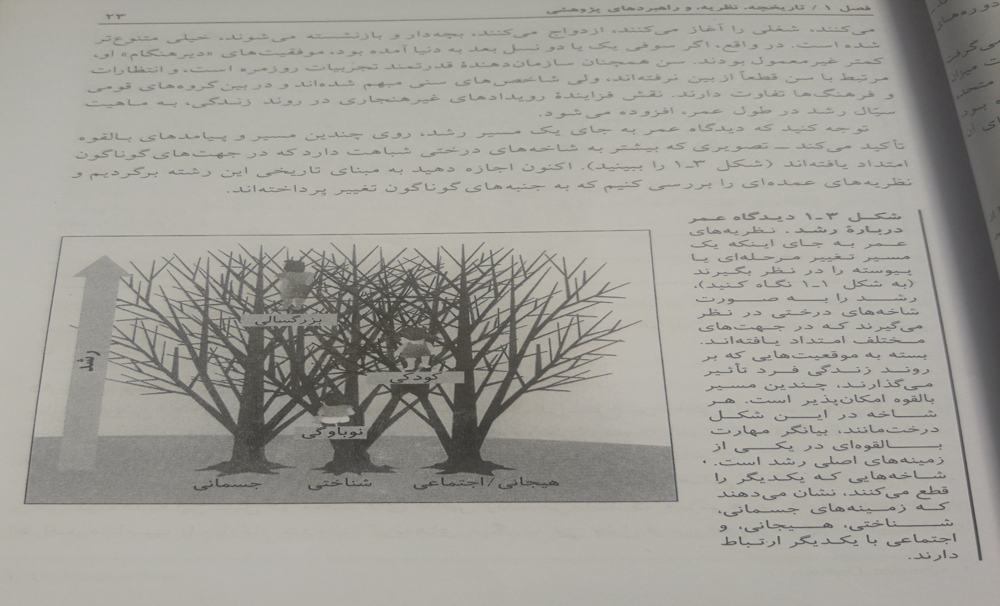 فصل ۱ / تاریخچه، نظریه، و راهبردهای پژوهشی ۲۳
می‌کنند، شغلی را آغاز می‌کنند، ازدواج می‌کنند، بچه‌دار و بازنشسته می‌شوند، خیلی متنوع‌تر
شده است. در واقع، اگر سوفی یک یا دو نسل بعد به دنیا آمده بود، موفقیت‌های «دیرهنگام» او،
کمتر غیرمعمول بودند. سن همچنان سازمان‌دهندهٔ قدرتمند تجربیات روزمره است، و انتظارات
مرتبط با سن قطعاً از بین نرفته‌اند، ولی شاخص‌های سنی مبهم شده‌اند و در بین گروه‌های قومی
و فرهنگ‌ها تفاوت دارند. نقش فزایندهٔ رویدادهای غیرهنجاری در روند زندگی، به ماهیت
سیّال رشد در طول عمر، افزوده می‌شود.
توجه کنید که دیدگاه عمر به جای یک مسیر رشد، روی چندین مسیر و پیامدهای بالقوه
تأکید می‌کند ـ تصویری که بیشتر به شاخه‌های درختی شباهت دارد که در جهت‌های گوناگون
امتداد یافته‌اند (شکل ۳ـ۱ را ببینید). اکنون اجازه دهید به مبنای تاریخی این رشته برگردیم و
نظریه‌های عمده‌ای را بررسی کنیم که به جنبه‌های گوناگون تغییر پرداخته‌اند.
شکل ۳ـ۱ دیدگاه عمر
دربارهٔ رشد. نظریه‌های
عمر به جای اینکه یک
مسیر تغییر مرحله‌ای یا
پیوسته را در نظر بگیرند
(به شکل ۱ـ۱ نگاه کنید)،
رشد را به صورت
شاخه‌های درختی در نظر
می‌گیرند که در جهت‌های
مختلف امتداد یافته‌اند.
بسته به موقعیت‌هایی که بر
روند زندگی فرد تأثیر
می‌گذارند، چندین مسیر
بالقوه امکان‌پذیر است. هر
شاخه در این شکل
درخت‌مانند، بیانگر مهارت
بالقوه‌ای در یکی از
زمینه‌های اصلی رشد است.
شاخه‌هایی که یکدیگر را
قطع می‌کنند، نشان می‌دهند
که زمینه‌های جسمانی،
شناختی، هیجانی، و
اجتماعی با یکدیگر ارتباط
دارند.
رشد
بزرگسالی
کودکی
نوباوگی
هیجانی/اجتماعی شناختی جسمانی
دوره‌های
می‌گرفت
ت میزان
متحده
بود.
ای آن